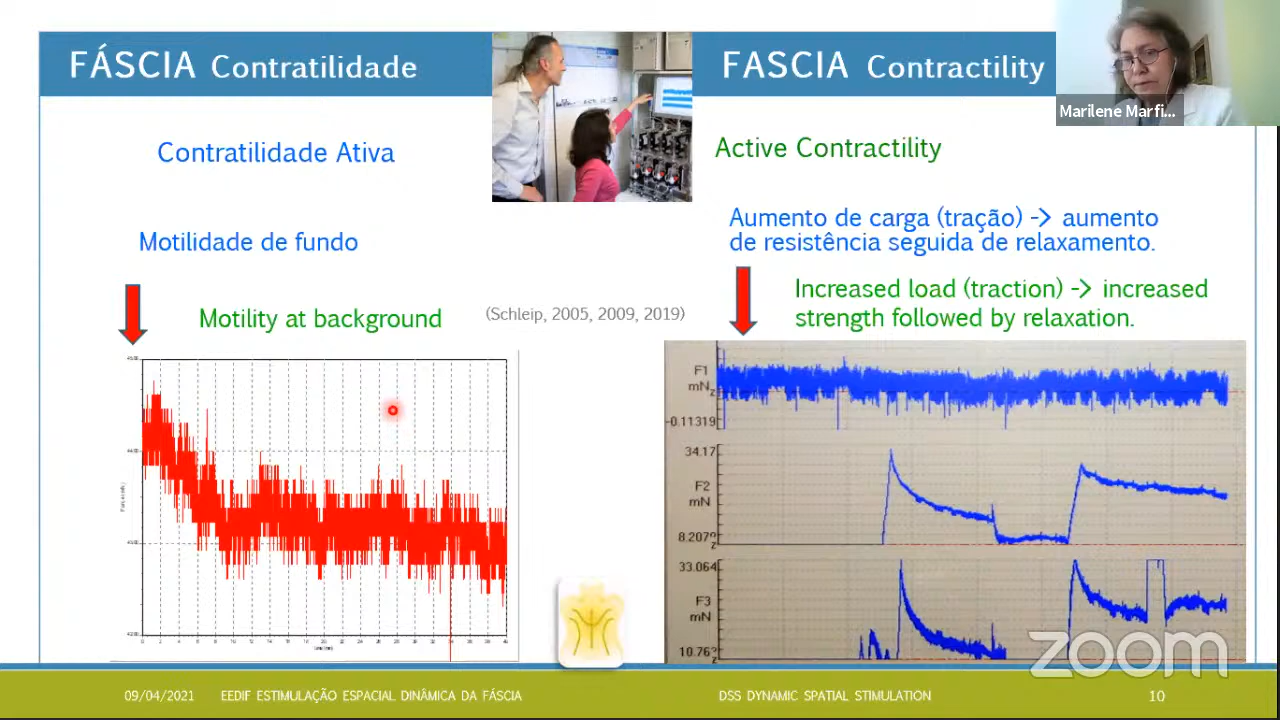 FÁSCIA Contratilidade
FASCIA Contractility
Marilene Marfi...
Contratilidade Ativa
Active Contractility
Motilidade de fundo
Motility at background
(Schleip, 2005, 2009, 2019)
Aumento de carga (tração) -> aumento
de resistência seguida de relaxamento.
Increased load (traction) -> increased
strength followed by relaxation.
F1
mN
-0.11319
34.17
F2
mN
8.207
33.064
F3
mN
10.76
zoom
09/04/2021
EEDIF ESTIMULAÇÃO ESPACIAL DINÂMICA DA FÁSCIA
DSS DYNAMIC SPATIAL STIMULATION
10